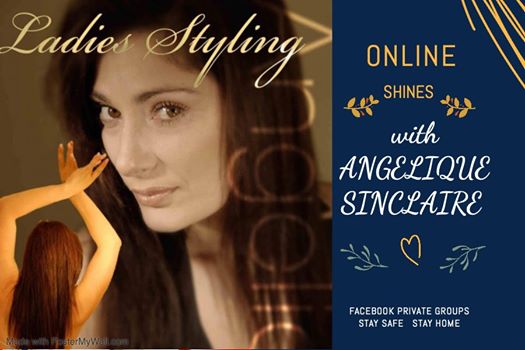 Ladies Styling
ONLINE
SHINES
with
ANGELIQUE
SINCLAIRE
FACEBOOK PRIVATE GROUPS
STAY SAFE STAY HOME
Made with PosterMyWall.com